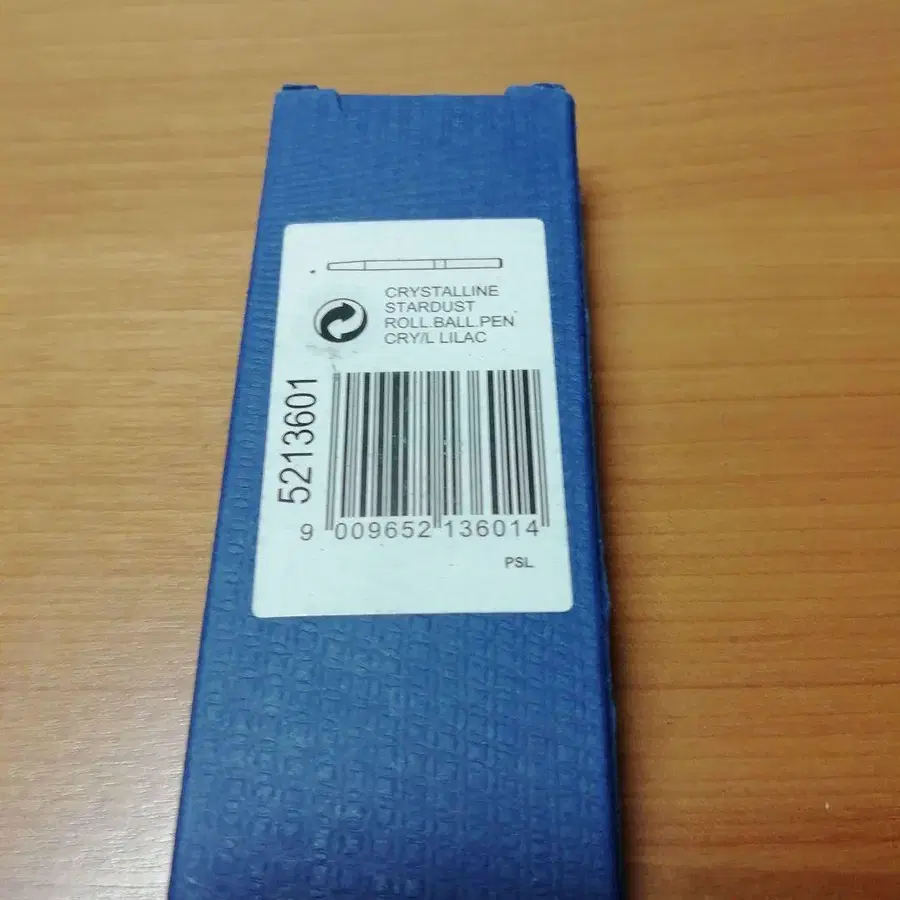 CRYSTALLINE
STARDUST
ROLL.BALL.PEN
CRY/L LILAC
5213601
9 009652 136014
PSL